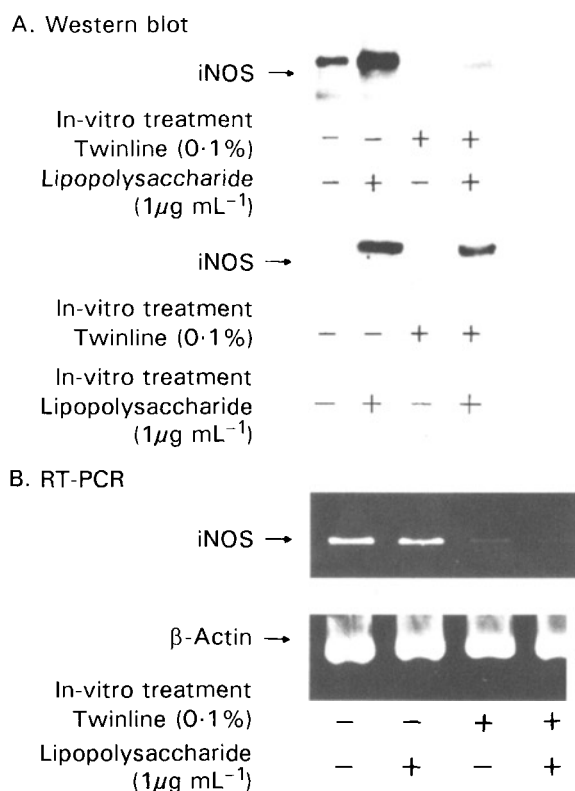 A. Western blot
iNOS →
In-vitro treatment
Twinline (0·1%) − − + +
Lipopolysaccharide − + − +
(1μg mL⁻¹)
iNOS →
In-vitro treatment
Twinline (0·1%) − − + +
In-vitro treatment
Lipopolysaccharide − + − +
(1μg mL⁻¹)
B. RT-PCR
iNOS →
β-Actin →
In-vitro treatment
Twinline (0·1%) − − + +
Lipopolysaccharide − + − +
(1μg mL⁻¹)